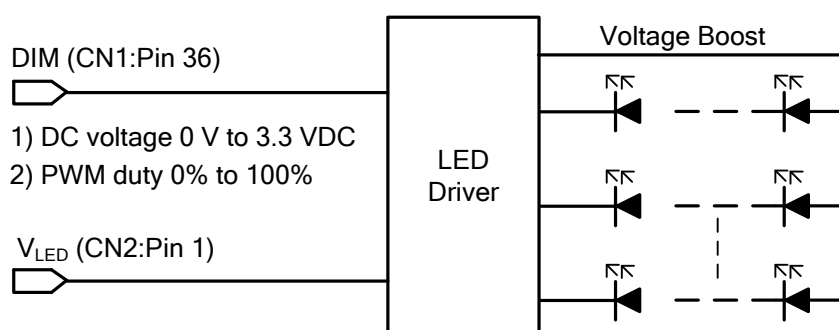 DIM (CN1:Pin 36)
1) DC voltage 0 V to 3.3 VDC
2) PWM duty 0% to 100%
VLED (CN2:Pin 1)
LED
Driver
Voltage Boost